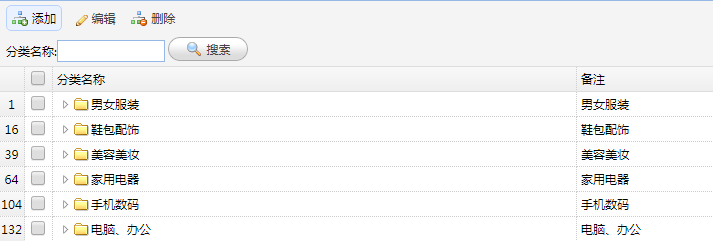 添加 编辑 删除
分类名称: 搜索
分类名称 备注
1 男女服装 男女服装
16 鞋包配饰 鞋包配饰
39 美容美妆 美容美妆
64 家用电器 家用电器
104 手机数码 手机数码
132 电脑、办公 电脑、办公